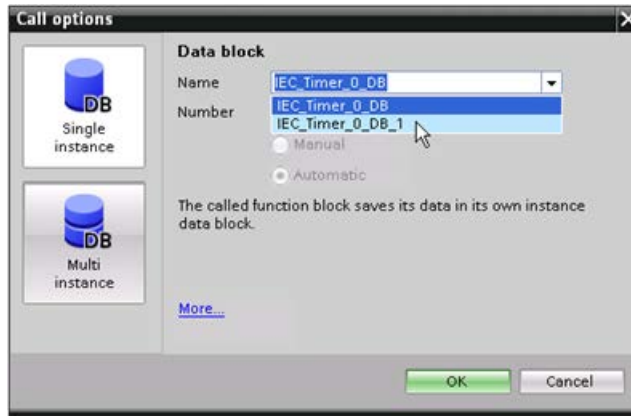 Call options
DB
Single
instance
DB
Multi
instance
Data block
Name
IEC_Timer_0_DB
IEC_Timer_0_DB
IEC_Timer_0_DB_1
Number
Manual
Automatic
The called function block saves its data in its own instance
data block.
More...
OK
Cancel